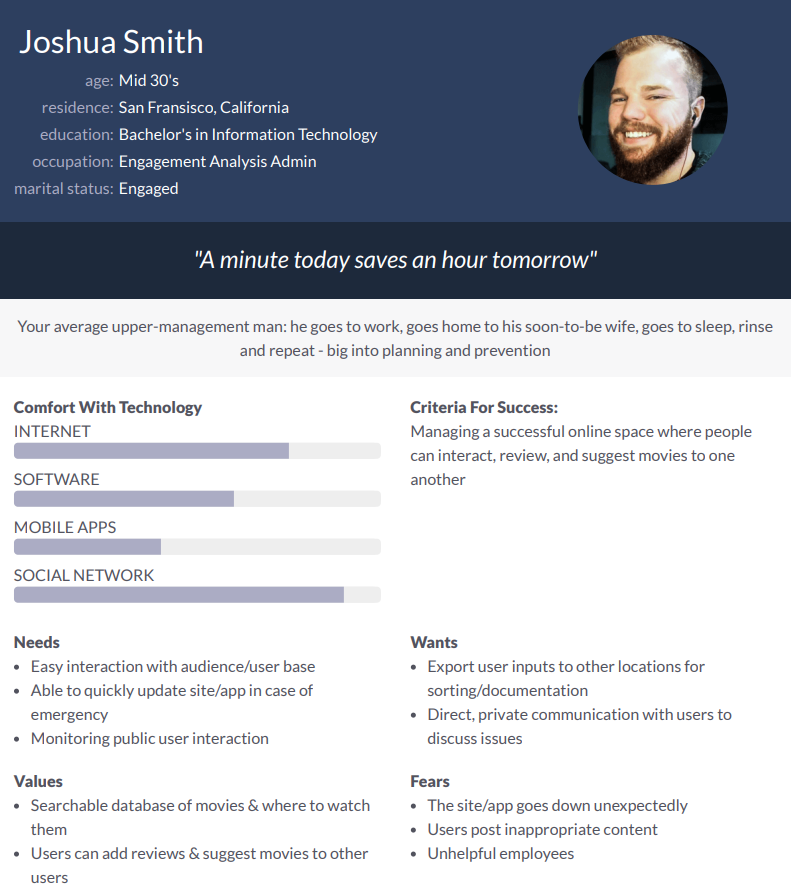 Joshua Smith
age: Mid 30's
residence: San Fransisco, California
education: Bachelor's in Information Technology
occupation: Engagement Analysis Admin
marital status: Engaged
"A minute today saves an hour tomorrow"
Your average upper-management man: he goes to work, goes home to his soon-to-be wife, goes to sleep, rinse
and repeat - big into planning and prevention
Comfort With Technology
INTERNET
SOFTWARE
MOBILE APPS
SOCIAL NETWORK
Criteria For Success:
Managing a successful online space where people
can interact, review, and suggest movies to one
another
Needs
• Easy interaction with audience/user base
• Able to quickly update site/app in case of
emergency
• Monitoring public user interaction
Wants
• Export user inputs to other locations for
sorting/documentation
• Direct, private communication with users to
discuss issues
Values
• Searchable database of movies & where to watch
them
• Users can add reviews & suggest movies to other
users
Fears
• The site/app goes down unexpectedly
• Users post inappropriate content
• Unhelpful employees